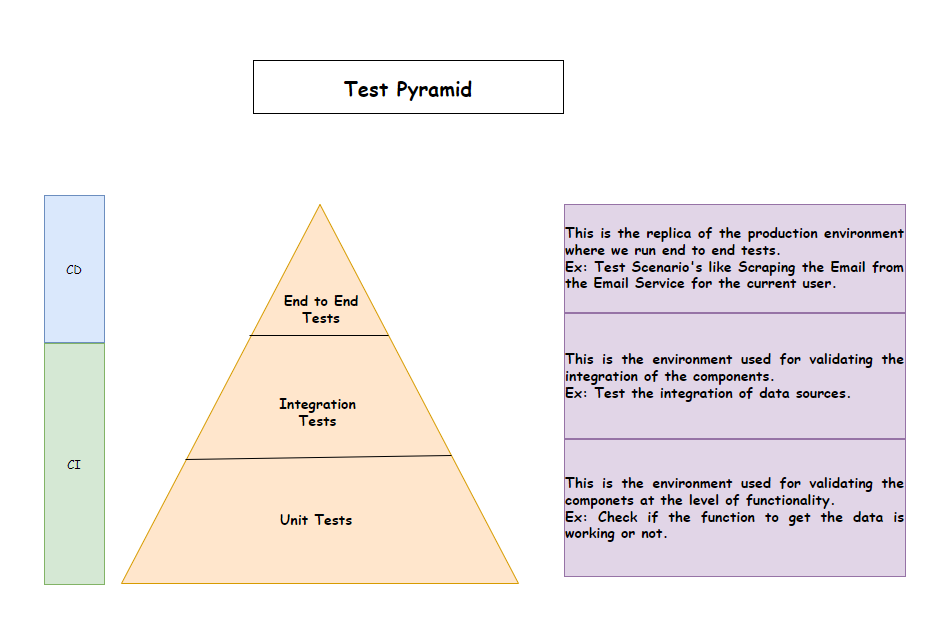 Test Pyramid
CD
CI
End to End
Tests
Integration
Tests
Unit Tests
This is the replica of the production environment
where we run end to end tests.
Ex: Test Scenario's like Scraping the Email from
the Email Service for the current user.
This is the environment used for validating the
integration of the components.
Ex: Test the integration of data sources.
This is the environment used for validating the
componets at the level of functionality.
Ex: Check if the function to get the data is
working or not.